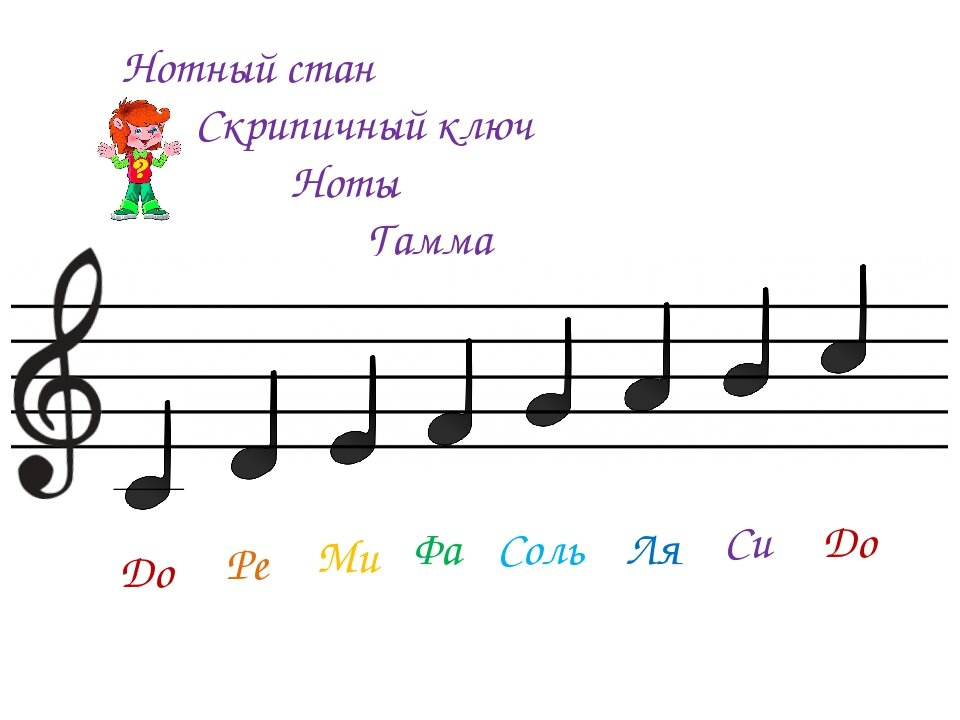 Нотный стан
Скрипичный ключ
Ноты
Гамма
?
До Ре Ми Фа Соль Ля Си До